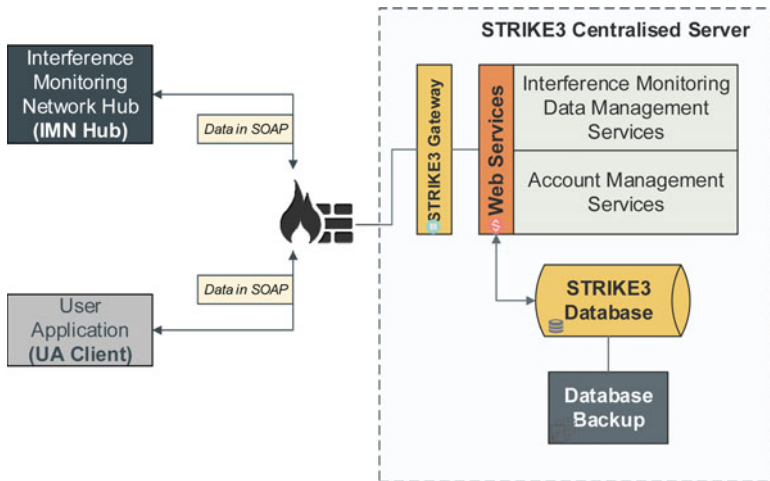 STRIKE3 Centralised Server
Interference
Monitoring
Network Hub
(IMN Hub)
Data in SOAP
STRIKE3 Gateway
Web Services
Interference Monitoring
Data Management
Services
Account Management
Services
Data in SOAP
User
Application
(UA Client)
STRIKE3
Database
Database
Backup